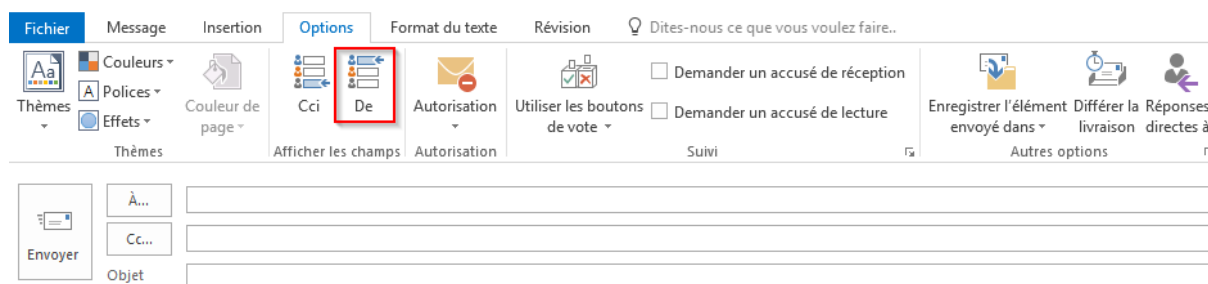 Fichier Message Insertion Options Format du texte Révision Dites-nous ce que vous voulez faire..
Aa Couleurs Cci De Demander un accusé de réception
Thèmes A Polices Couleur de page Autorisation Utiliser les boutons de vote Demander un accusé de lecture Enregistrer l'élément envoyé dans Différer la livraison Réponses directes à
Effets
Thèmes Afficher les champs Autorisation Suivi Autres options
À...
Cc...
Envoyer
Objet